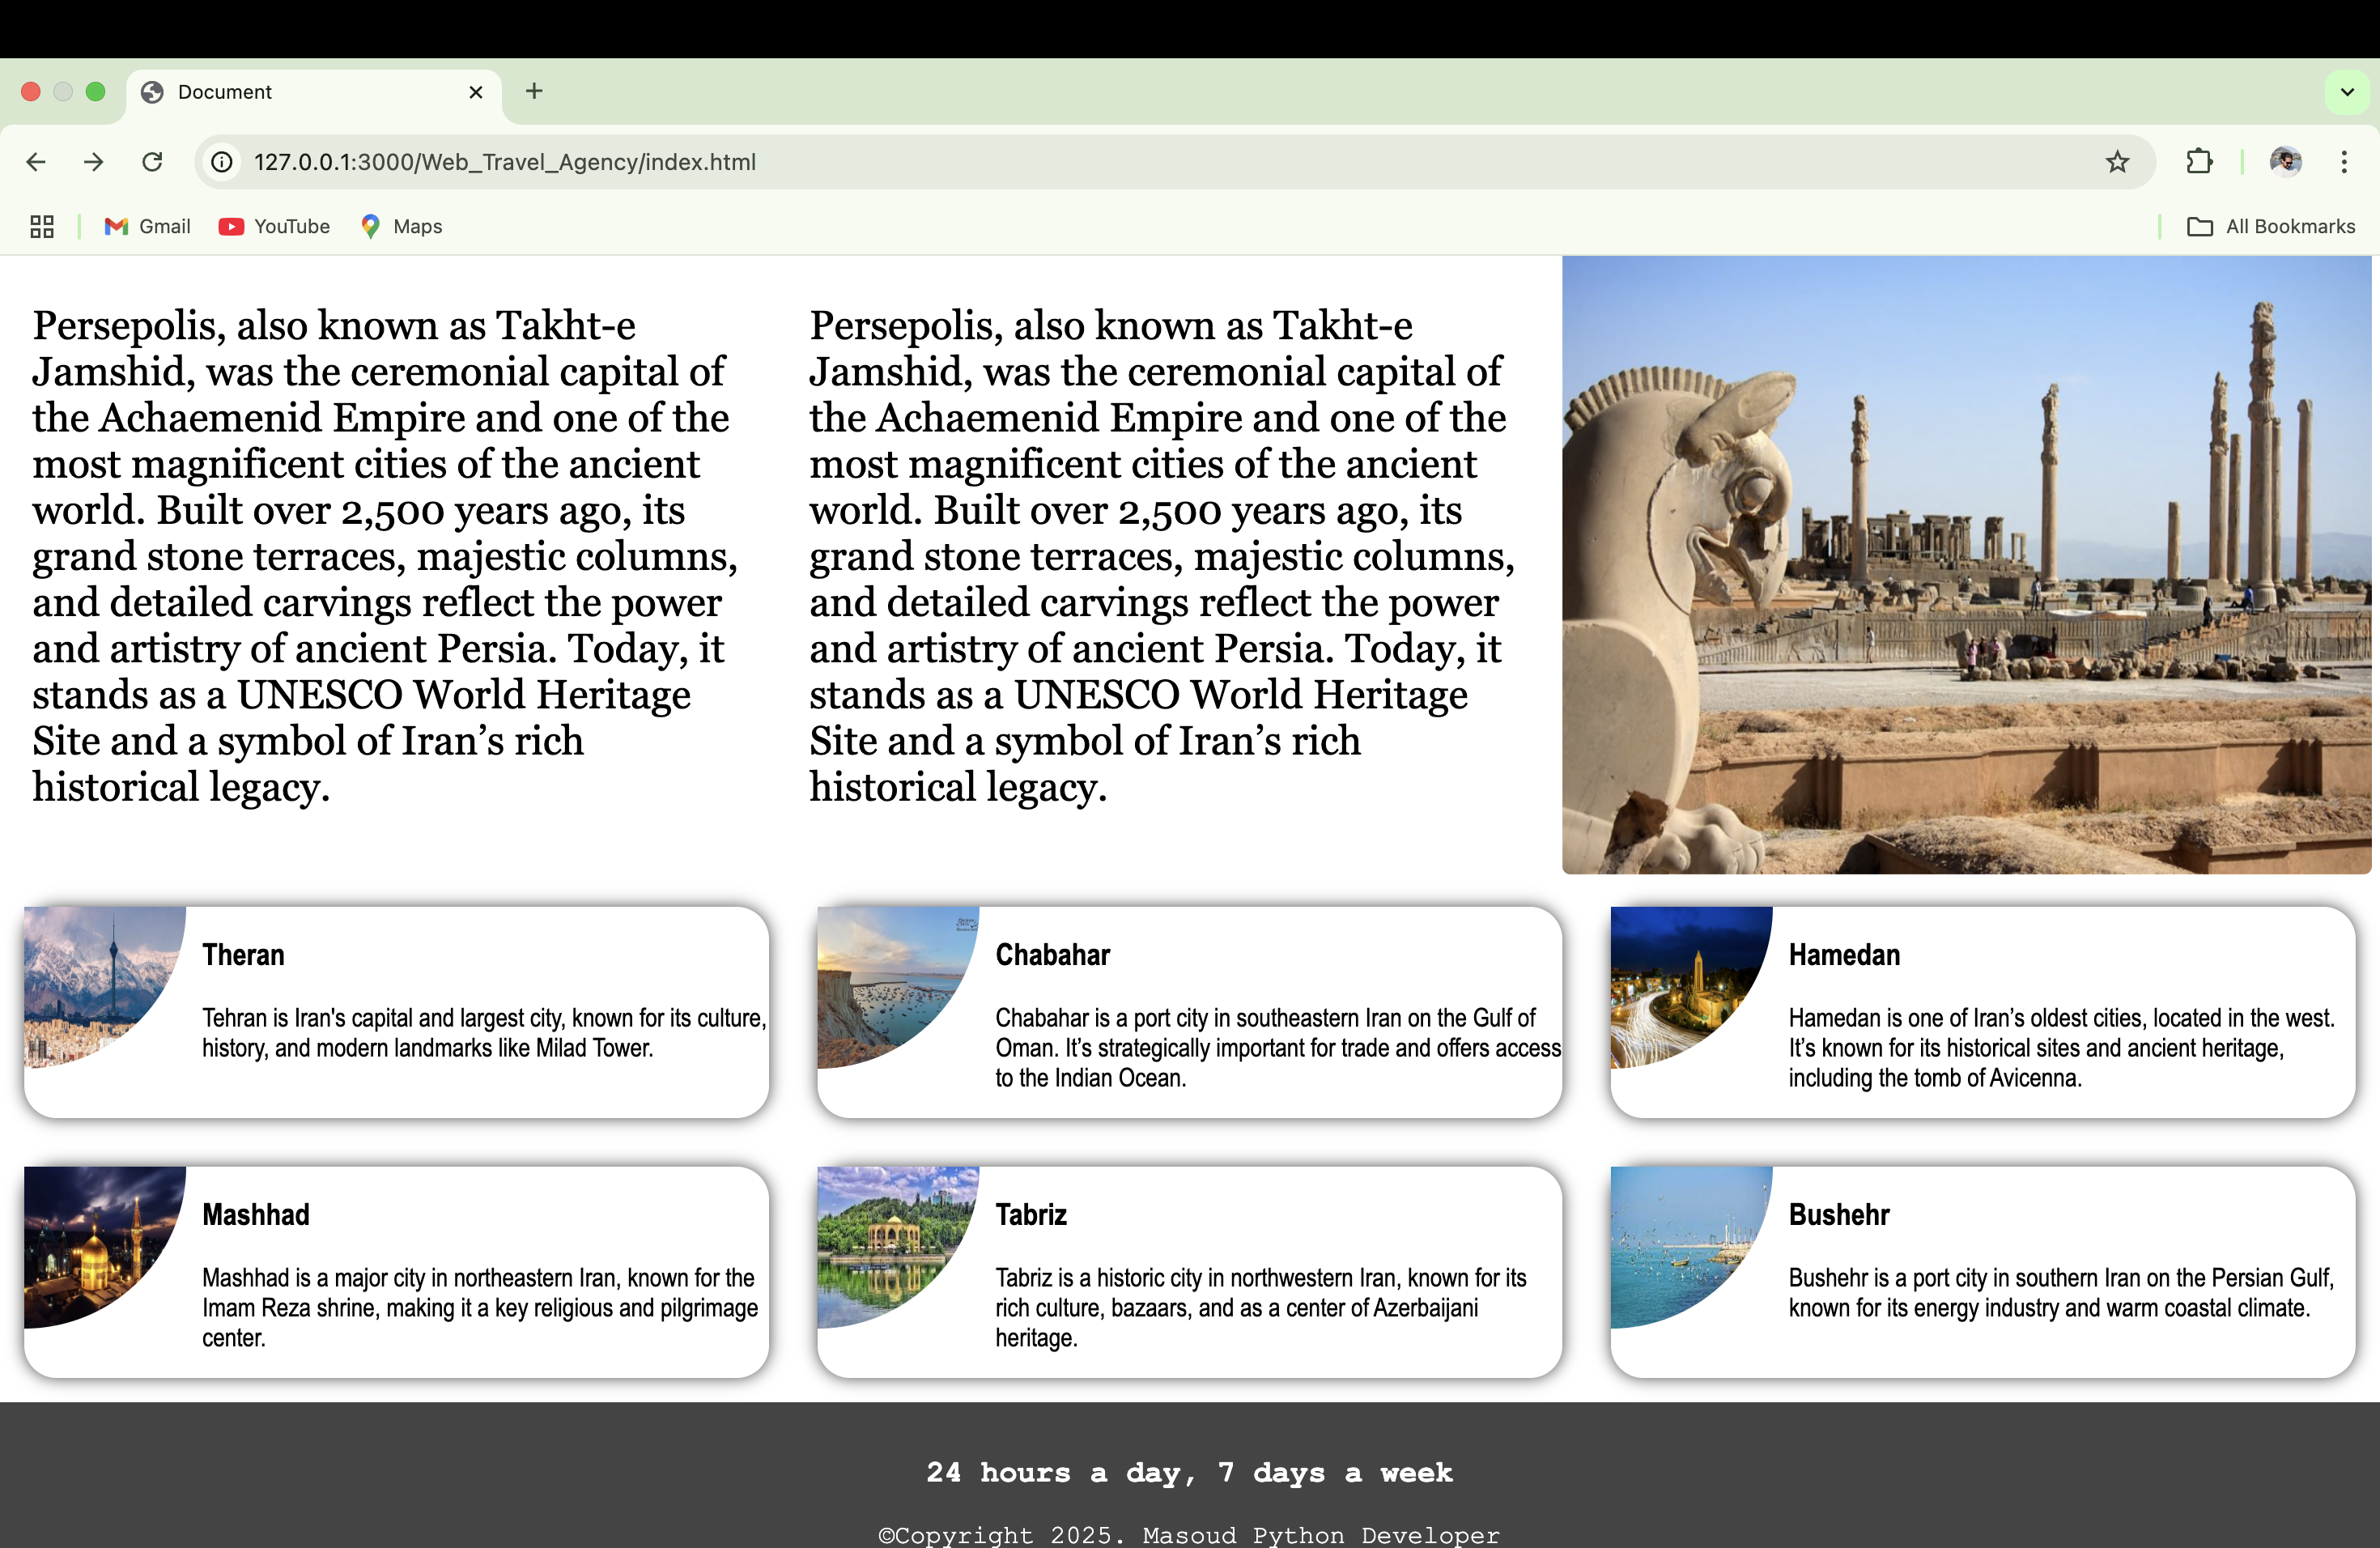 Document
127.0.0.1:3000/Web_Travel_Agency/index.html
Gmail
YouTube
Maps
All Bookmarks
Persepolis, also known as Takht-e
Jamshid, was the ceremonial capital of
the Achaemenid Empire and one of the
most magnificent cities of the ancient
world. Built over 2,500 years ago, its
grand stone terraces, majestic columns,
and detailed carvings reflect the power
and artistry of ancient Persia. Today, it
stands as a UNESCO World Heritage
Site and a symbol of Iran’s rich
historical legacy.
Persepolis, also known as Takht-e
Jamshid, was the ceremonial capital of
the Achaemenid Empire and one of the
most magnificent cities of the ancient
world. Built over 2,500 years ago, its
grand stone terraces, majestic columns,
and detailed carvings reflect the power
and artistry of ancient Persia. Today, it
stands as a UNESCO World Heritage
Site and a symbol of Iran’s rich
historical legacy.
Theran
Tehran is Iran's capital and largest city, known for its culture,
history, and modern landmarks like Milad Tower.
Chabahar
Chabahar is a port city in southeastern Iran on the Gulf of
Oman. It’s strategically important for trade and offers access
to the Indian Ocean.
Hamedan
Hamedan is one of Iran’s oldest cities, located in the west.
It’s known for its historical sites and ancient heritage,
including the tomb of Avicenna.
Mashhad
Mashhad is a major city in northeastern Iran, known for the
Imam Reza shrine, making it a key religious and pilgrimage
center.
Tabriz
Tabriz is a historic city in northwestern Iran, known for its
rich culture, bazaars, and as a center of Azerbaijani
heritage.
Bushehr
Bushehr is a port city in southern Iran on the Persian Gulf,
known for its energy industry and warm coastal climate.
24 hours a day, 7 days a week
©Copyright 2025. Masoud Python Developer